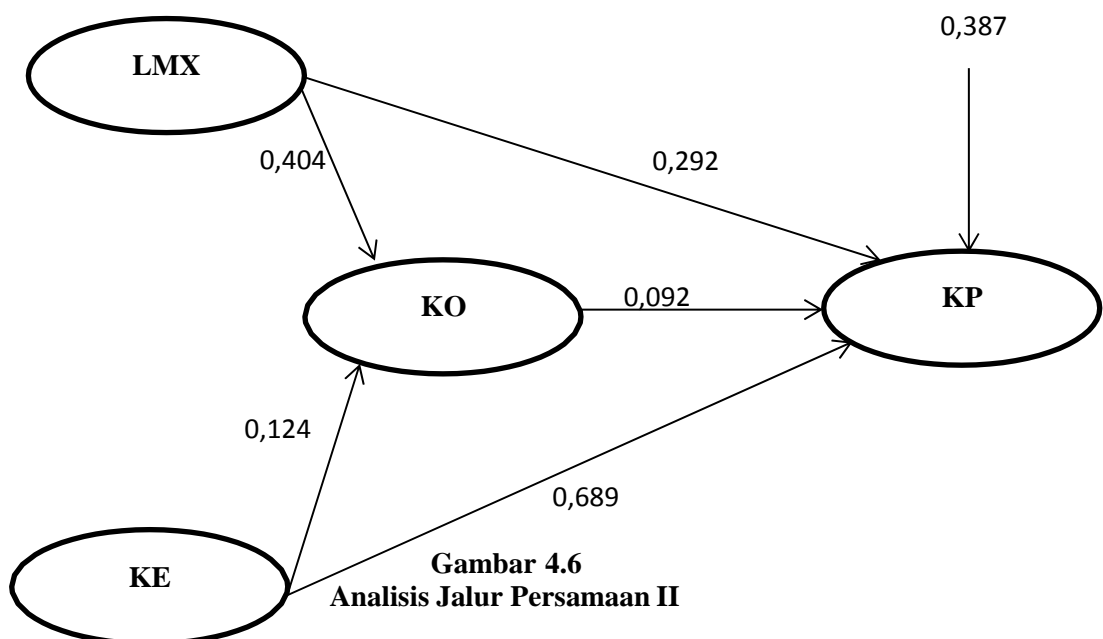 0,387
LMX
0,404
0,292
KO
0,092
KP
0,124
0,689
KE
Gambar 4.6
Analisis Jalur Persamaan II